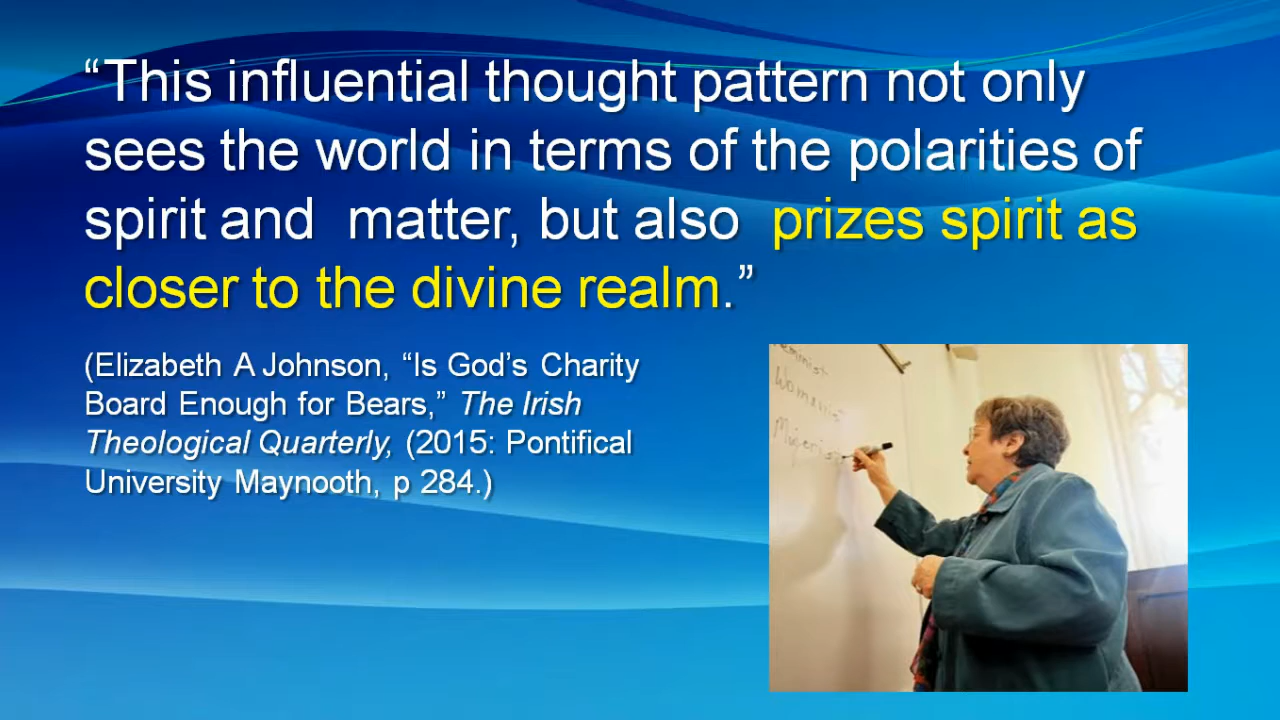 “This influential thought pattern not only
sees the world in terms of the polarities of
spirit and matter, but also prizes spirit as
closer to the divine realm.”
(Elizabeth A Johnson, “Is God’s Charity
Board Enough for Bears,” The Irish
Theological Quarterly, (2015: Pontifical
University Maynooth, p 284.)
Feminist
Womanist